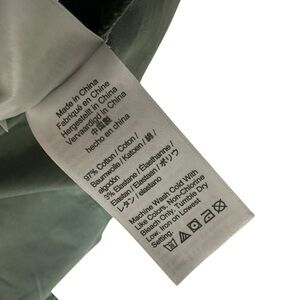 Made in China
Fabriqué en Chine
Hergestellt in China
Vervaardigd in China
中国製
hecho en china
97% Cotton / Coton /
Baumwolle / Katoen / 綿 /
algodón
3% Elastane / Élasthanne /
Elastan / Elasteen / ポリウ
レタン / elastano
Machine Wash Cold With
Like Colors, Non-Chlorine
Bleach Only, Tumble Dry
Low, Iron on Lowest
Setting.